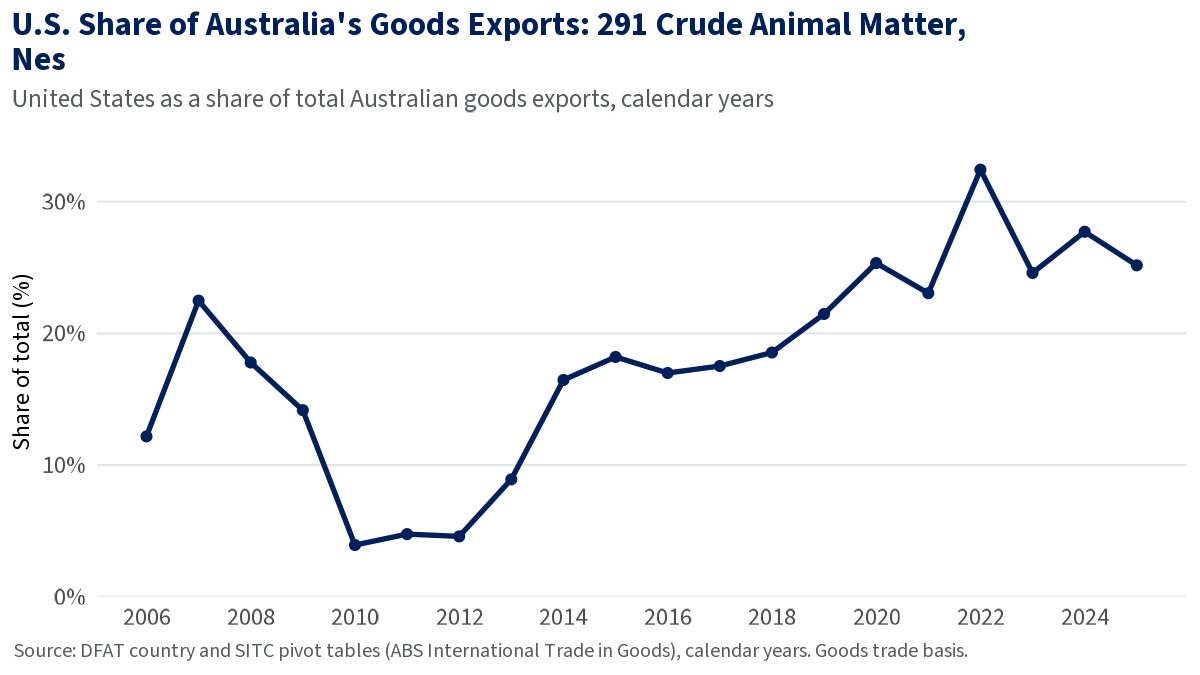 U.S. Share of Australia's Goods Exports: 291 Crude Animal Matter,
Nes
United States as a share of total Australian goods exports, calendar years
Share of total (%)
30%
20%
10%
0%
2006 2008 2010 2012 2014 2016 2018 2020 2022 2024
Source: DFAT country and SITC pivot tables (ABS International Trade in Goods), calendar years. Goods trade basis.